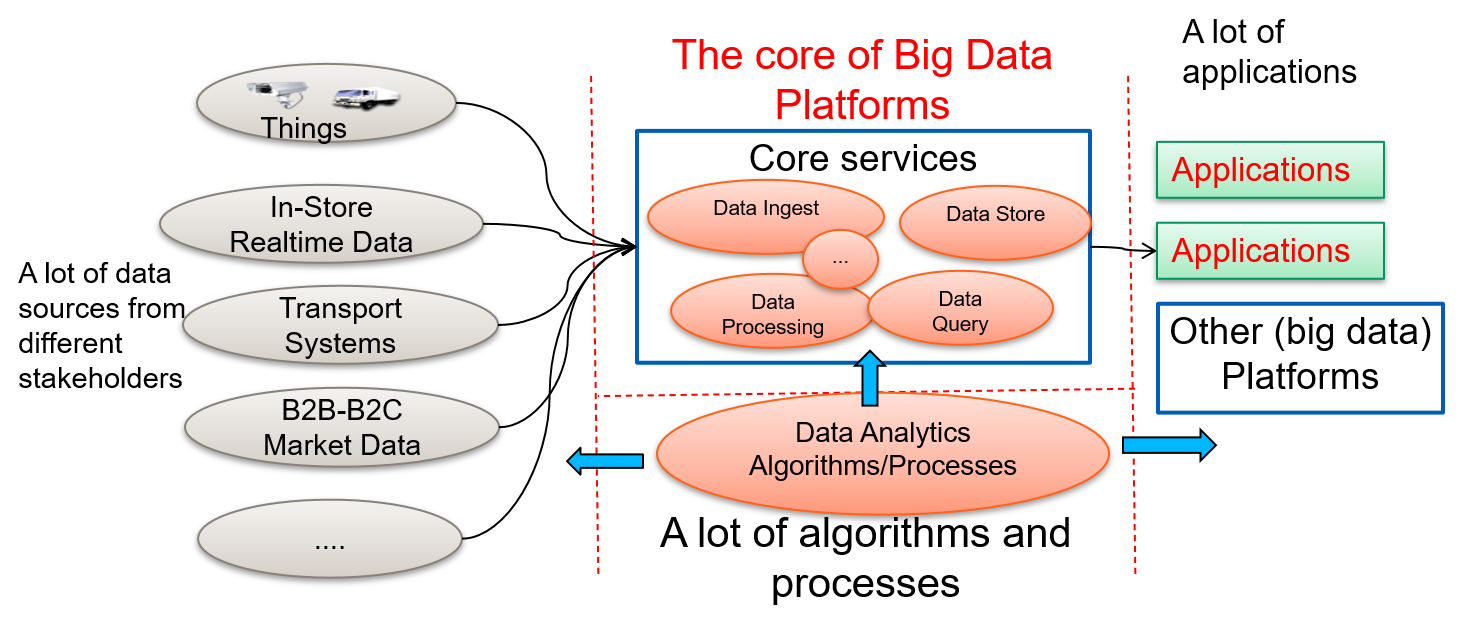 A lot of data
sources from
different
stakeholders
Things
In-Store
Realtime Data
Transport
Systems
B2B-B2C
Market Data
....
The core of Big Data
Platforms
Core services
Data Ingest
Data Store
...
Data
Processing
Data
Query
Data Analytics
Algorithms/Processes
A lot of algorithms and
processes
A lot of
applications
Applications
Applications
Other (big data)
Platforms